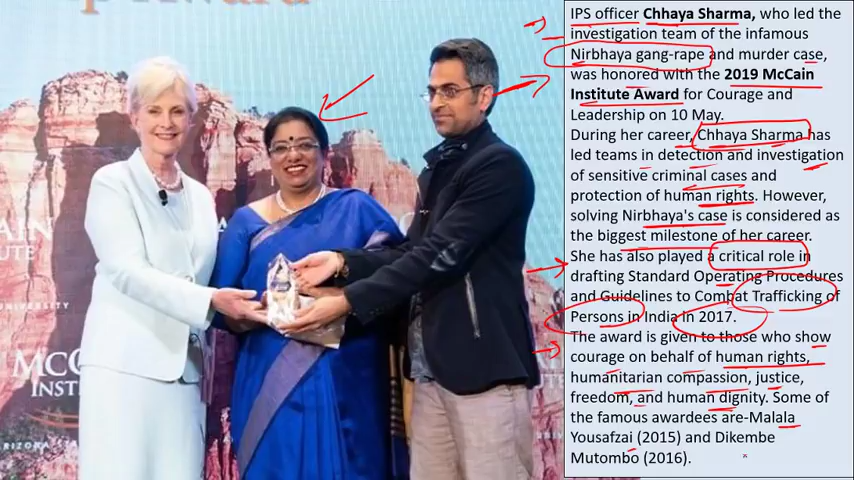 IPS officer Chhaya Sharma, who led the
investigation team of the infamous
Nirbhaya gang-rape and murder case,
was honored with the 2019 McCain
Institute Award for Courage and
Leadership on 10 May.
During her career, Chhaya Sharma has
led teams in detection and investigation
of sensitive criminal cases and
protection of human rights. However,
solving Nirbhaya's case is considered as
the biggest milestone of her career.
She has also played a critical role in
drafting Standard Operating Procedures
and Guidelines to Combat Trafficking of
Persons in India in 2017.
The award is given to those who show
courage on behalf of human rights,
humanitarian compassion, justice,
freedom, and human dignity. Some of
the famous awardees are-Malala
Yousafzai (2015) and Dikembe
Mutombo (2016).